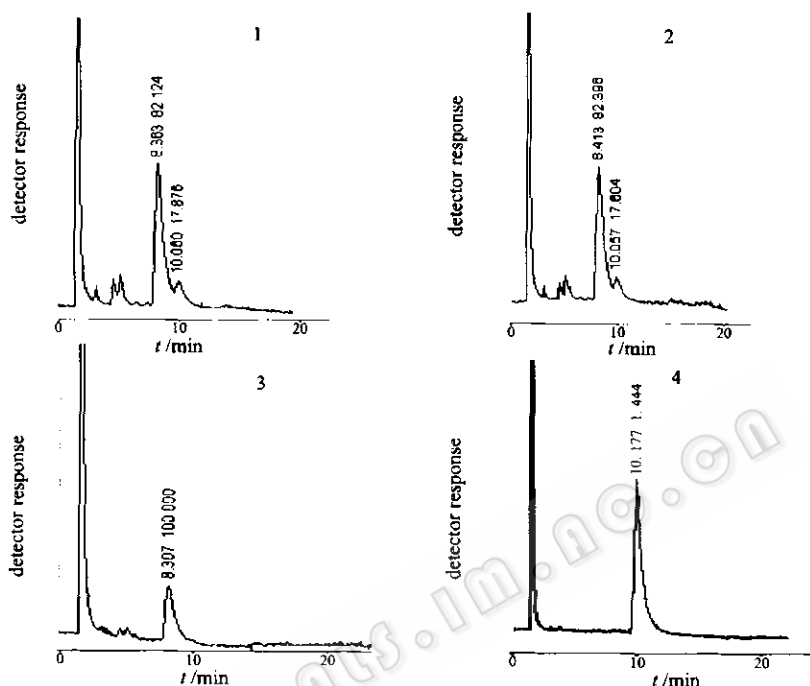 1
detector response
8.383 82 124
10.060 17.876
0
10
20
t /min
2
detector response
8.413 82.396
10.057 17.604
0
10
20
t /min
3
detector response
8.307 100 000
0
10
20
t /min
4
detector response
10.177 1.444
0
10
20
t /min